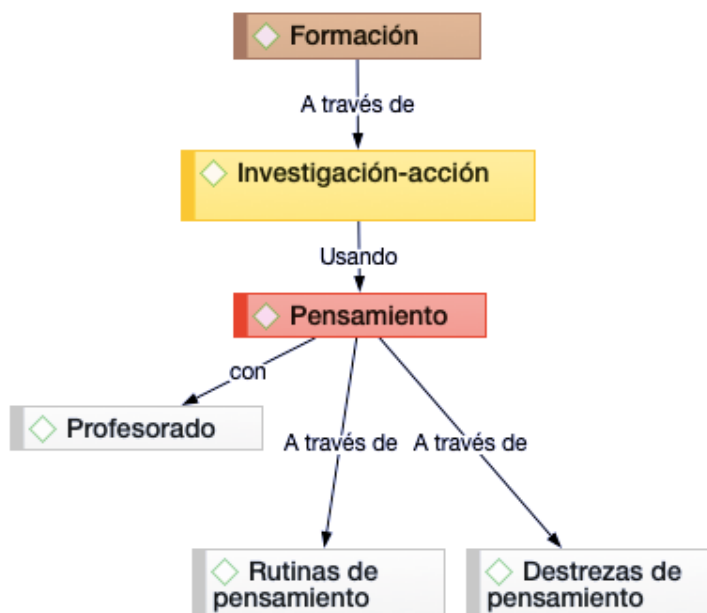 Formación
A través de
Investigación-acción
Usando
Pensamiento
con
Profesorado
A través de
A través de
Rutinas de
pensamiento
Destrezas de
pensamiento